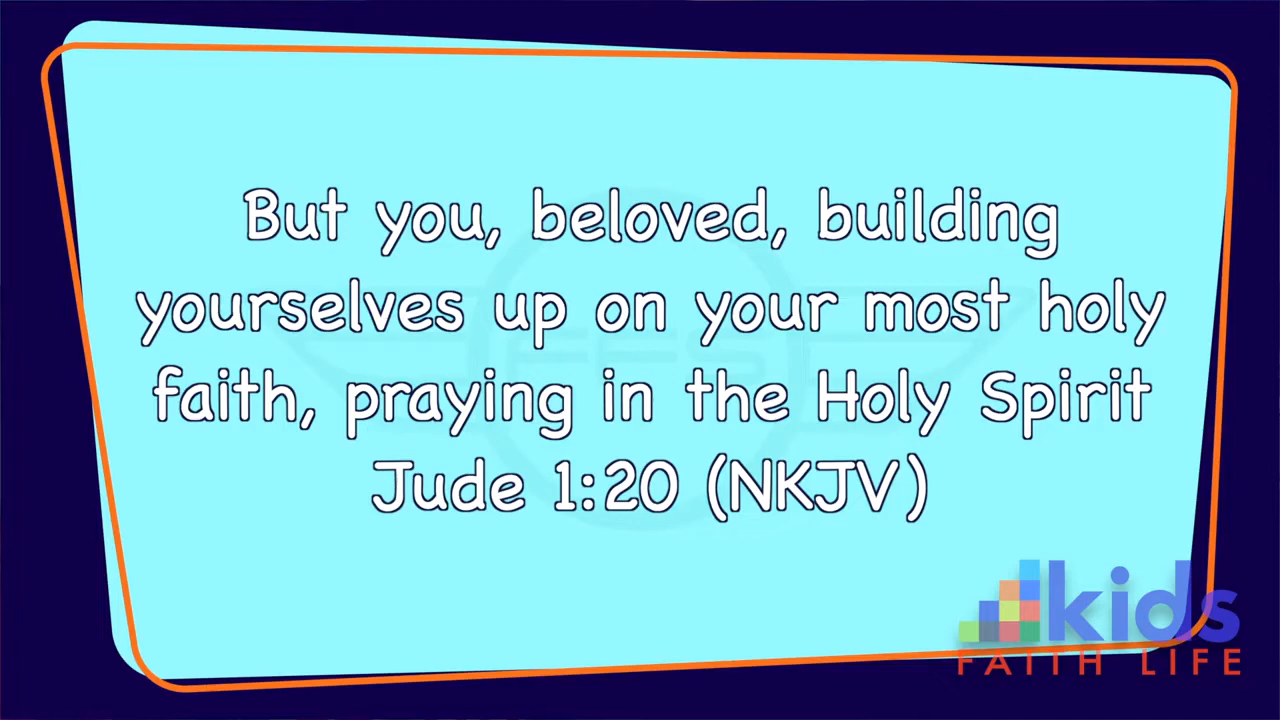 But you, beloved, building
yourselves up on your most holy
faith, praying in the Holy Spirit
Jude 1:20 (NKJV)
kids
FAITH LIFE